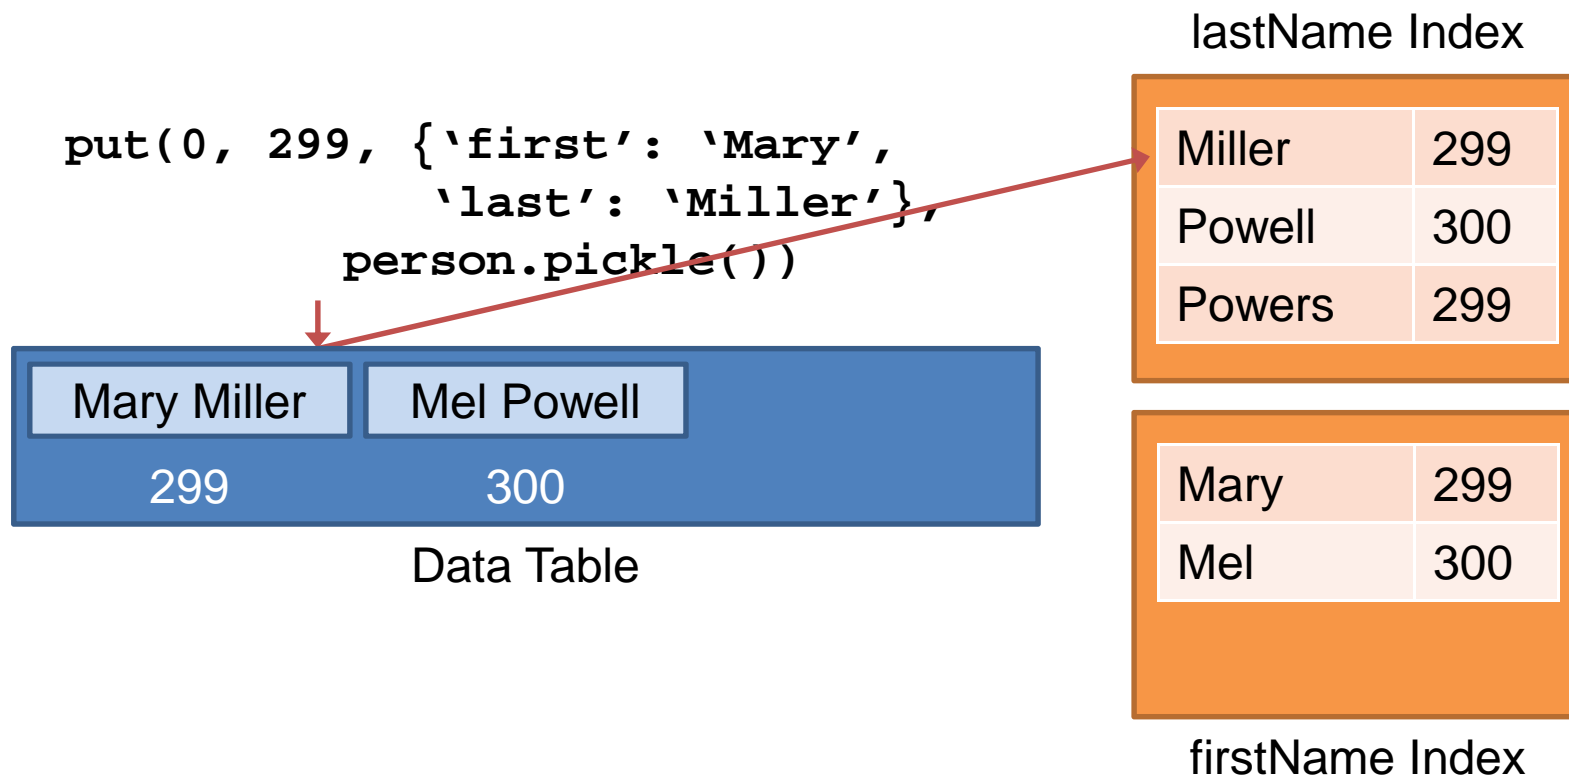 lastName Index
put(0, 299, {‘first’: ‘Mary’,
‘last’: ‘Miller’},
person.pickle())
Miller 299
Powell 300
Powers 299
Mary Miller Mel Powell
299 300
Data Table
Mary 299
Mel 300
firstName Index